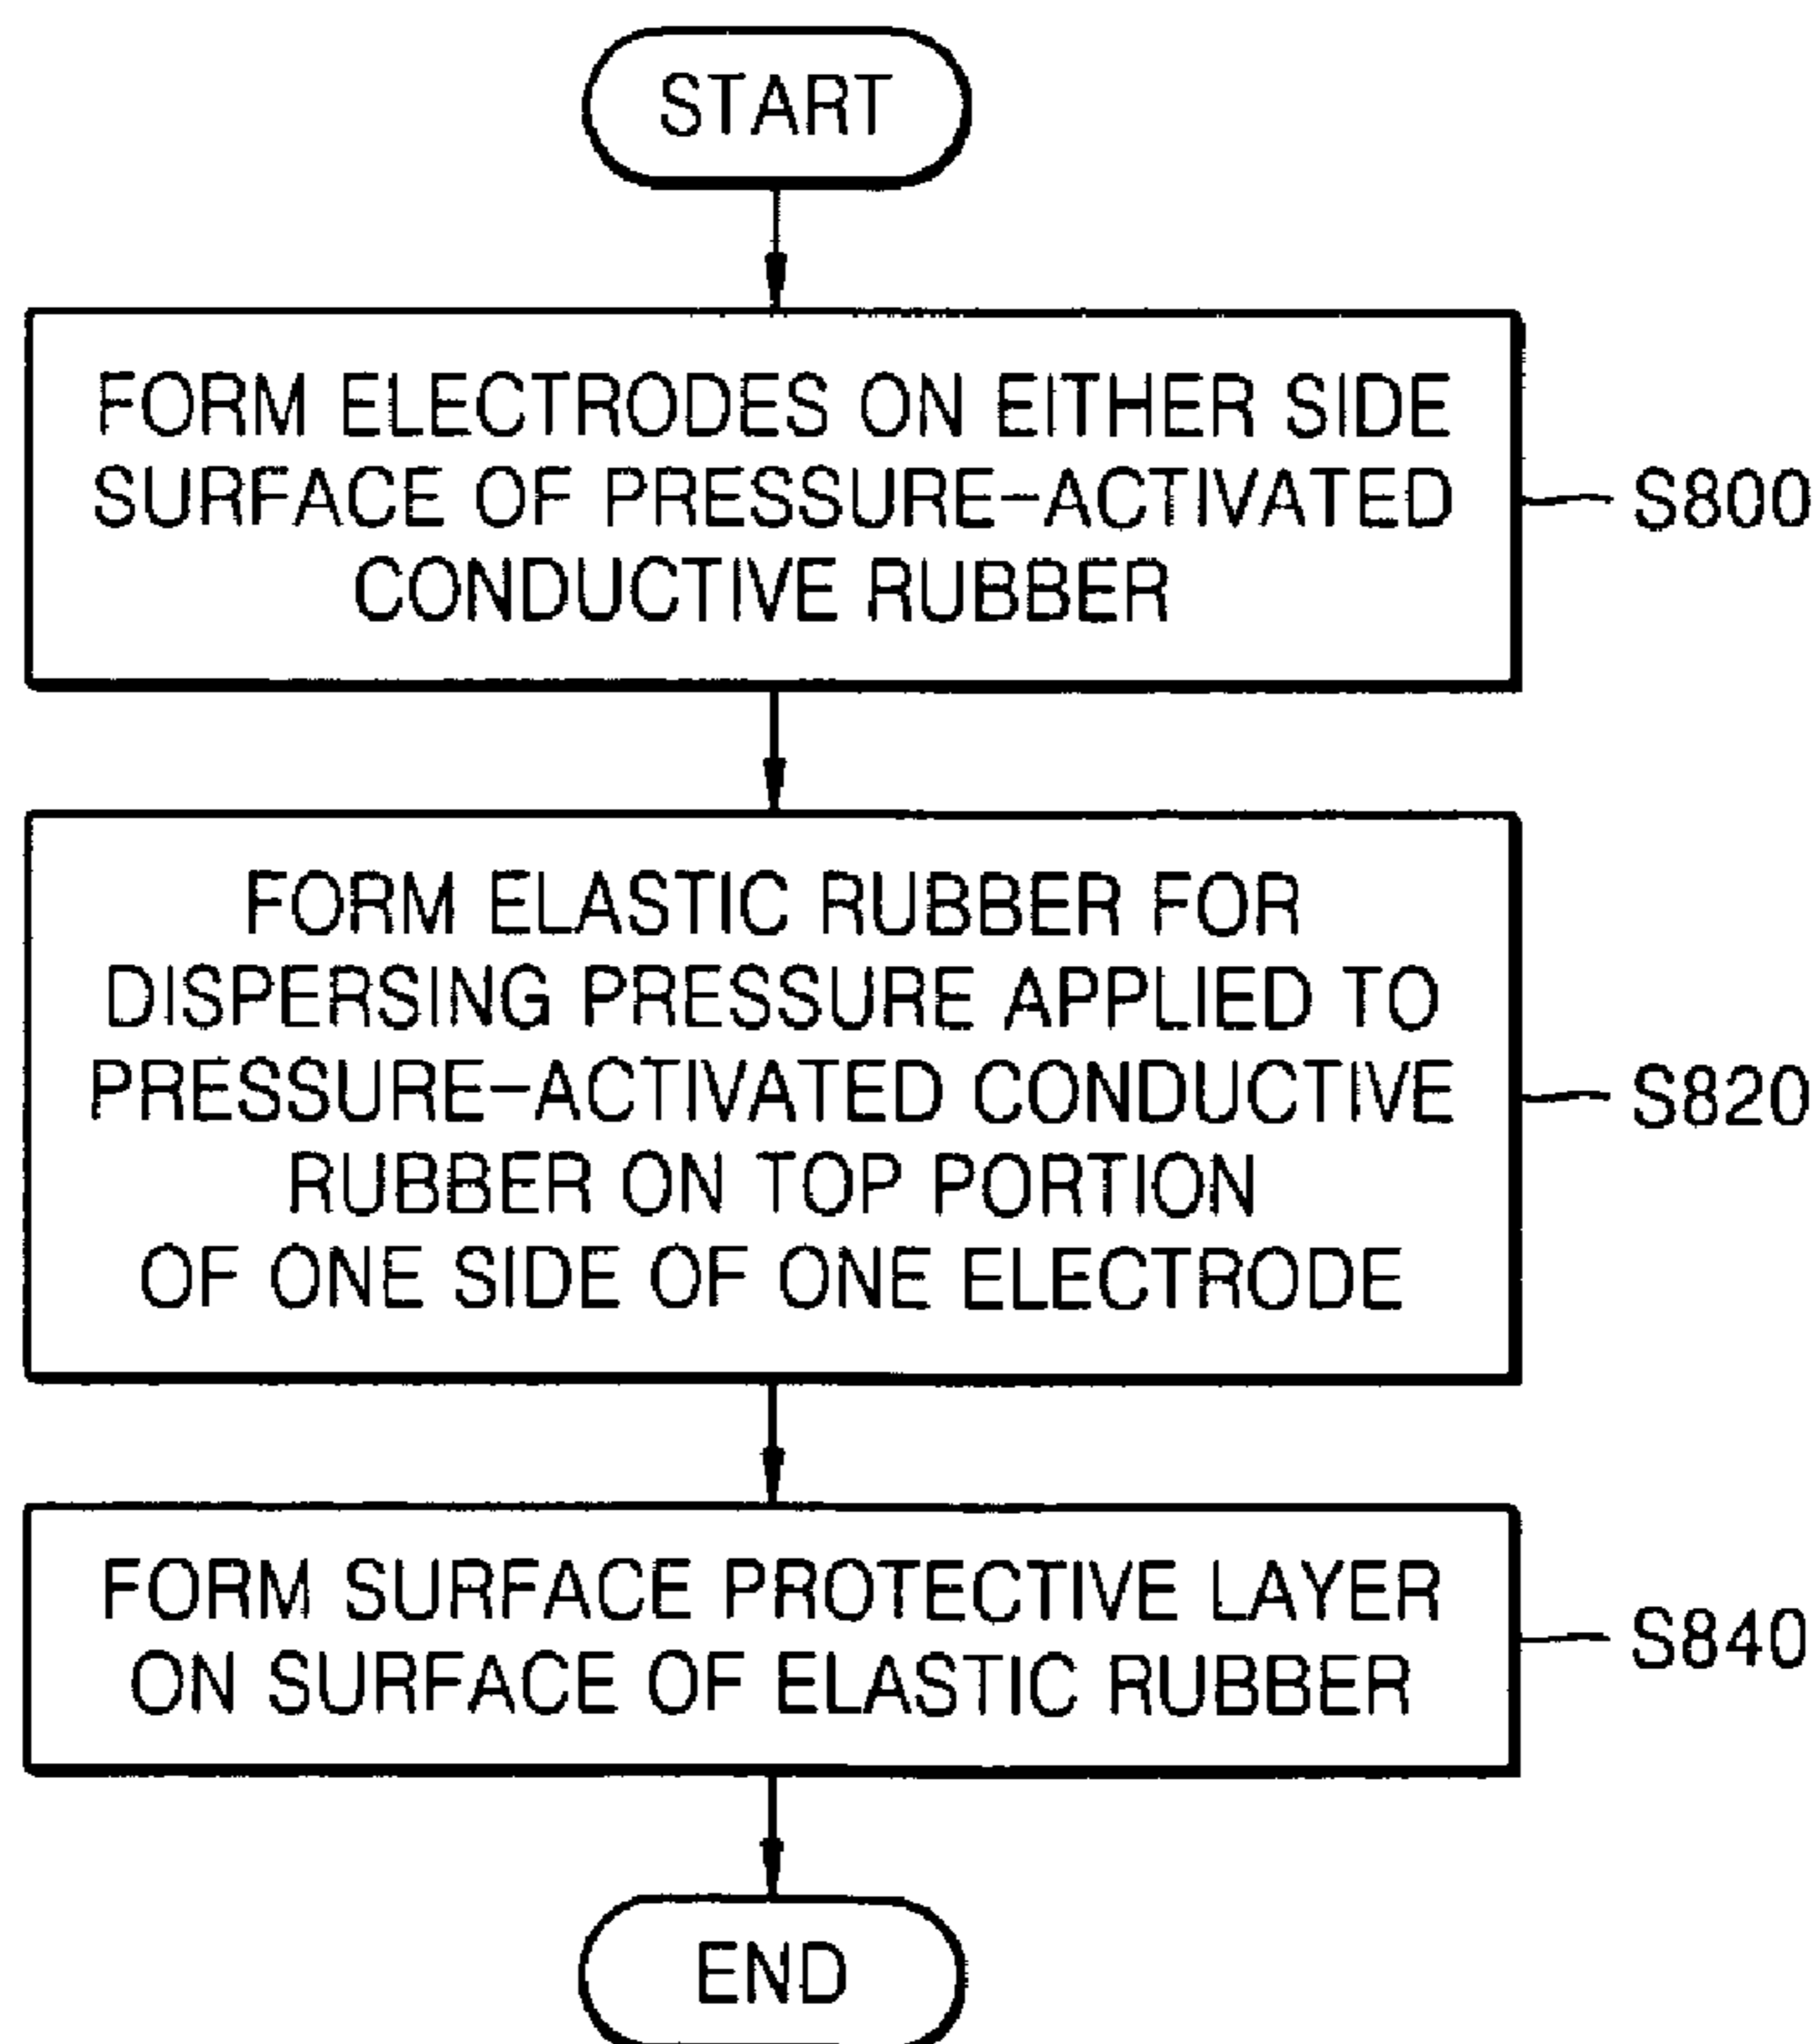 START
FORM ELECTRODES ON EITHER SIDE
SURFACE OF PRESSURE-ACTIVATED
CONDUCTIVE RUBBER
S800
FORM ELASTIC RUBBER FOR
DISPERSING PRESSURE APPLIED TO
PRESSURE-ACTIVATED CONDUCTIVE
RUBBER ON TOP PORTION
OF ONE SIDE OF ONE ELECTRODE
S820
FORM SURFACE PROTECTIVE LAYER
ON SURFACE OF ELASTIC RUBBER
S840
END